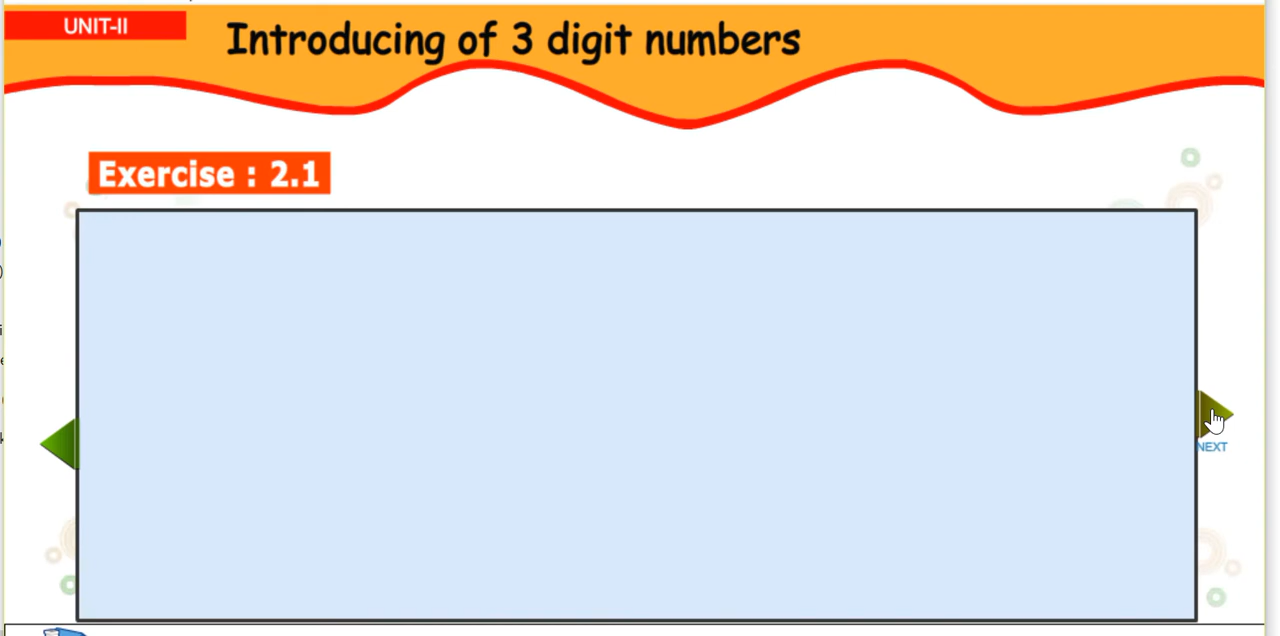 UNIT-II
Introducing of 3 digit numbers
Exercise : 2.1
NEXT